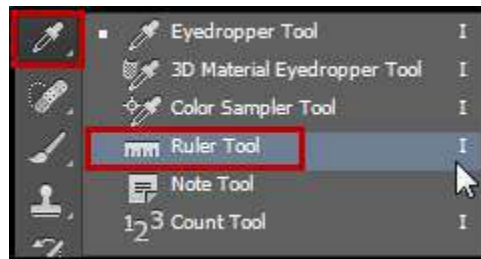 Eyedropper Tool I
3D Material Eyedropper Tool I
Color Sampler Tool I
Ruler Tool I
Note Tool I
123 Count Tool I